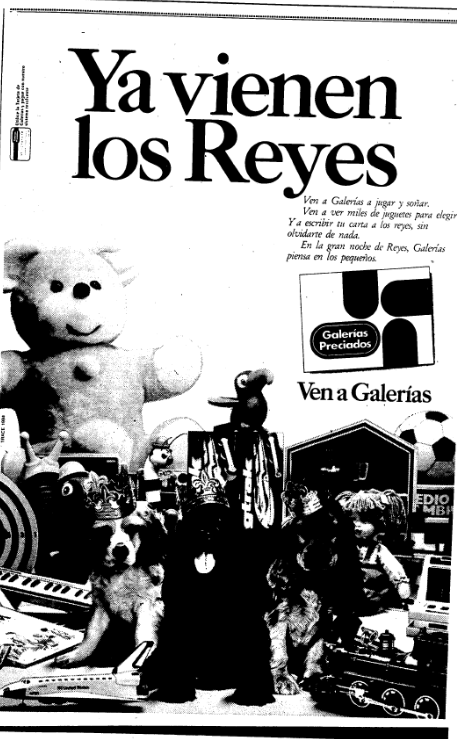 Ya vienen
los Reyes
Ven a Galerías a jugar y soñar.
Ven a ver miles de juguetes para elegir
Y a escribir tu carta a los reyes, sin
olvidarte de nada.
En la gran noche de Reyes, Galerías
piensa en los pequeños.
Galerías
Preciados
Ven a Galerías
EDIO
MBI